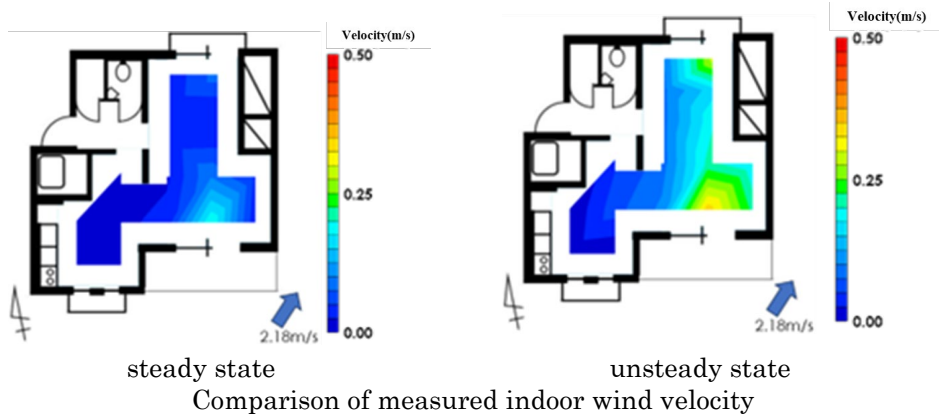 Velocity(m/s)
0.50
0.25
0.00
2.18m/s
steady state
Velocity(m/s)
0.50
0.25
0.00
2.18m/s
unsteady state
Comparison of measured indoor wind velocity